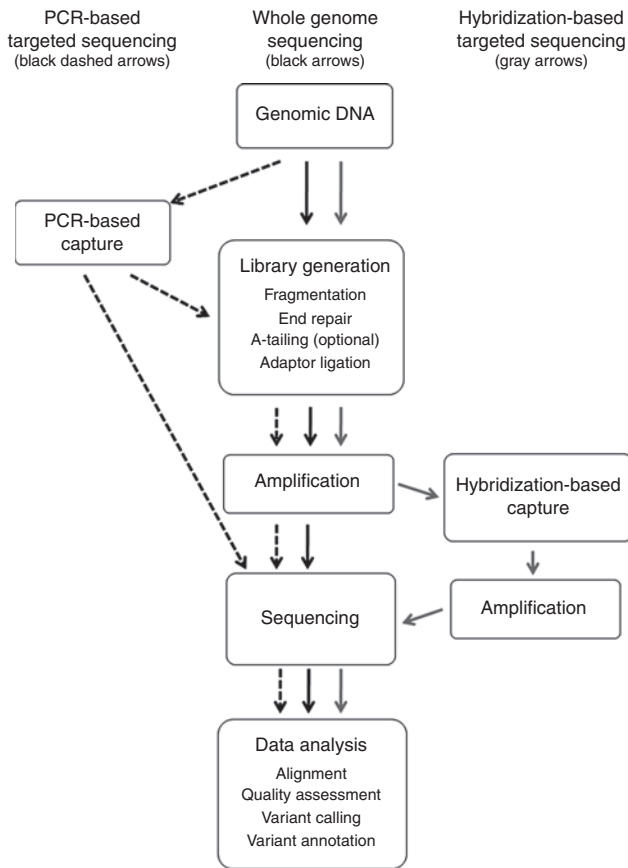 PCR-based
targeted sequencing
(black dashed arrows)
Whole genome
sequencing
(black arrows)
Hybridization-based
targeted sequencing
(gray arrows)
Genomic DNA
PCR-based
capture
Library generation
Fragmentation
End repair
A-tailing (optional)
Adaptor ligation
Amplification
Hybridization-based
capture
Amplification
Sequencing
Data analysis
Alignment
Quality assessment
Variant calling
Variant annotation